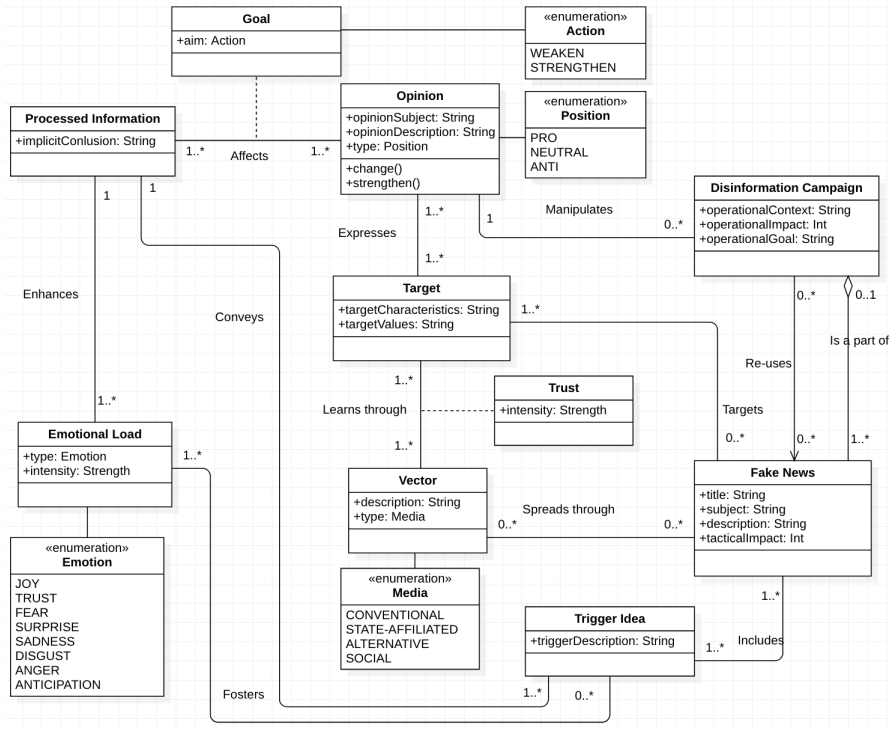 Goal
+aim: Action
«enumeration»
Action
WEAKEN
STRENGTHEN
Processed Information
+implicitConlusion: String
Opinion
+opinionSubject: String
+opinionDescription: String
+type: Position
+change()
+strengthen()
«enumeration»
Position
PRO
NEUTRAL
ANTI
1..*
Affects
1..*
Disinformation Campaign
+operationalContext: String
+operationalImpact: Int
+operationalGoal: String
1
1
1..*
1
Manipulates
0..*
Expresses
1..*
Enhances
Conveys
Target
+targetCharacteristics: String
+targetValues: String
1..*
0..*
0..1
Is a part of
Re-uses
1..*
Learns through
1..*
Trust
+intensity: Strength
Targets
0..*
0..*
1..*
1..*
Emotional Load
+type: Emotion
+intensity: Strength
1..*
Vector
+description: String
+type: Media
0..*
Spreads through
0..*
Fake News
+title: String
+subject: String
+description: String
+tacticalImpact: Int
«enumeration»
Emotion
JOY
TRUST
FEAR
SURPRISE
SADNESS
DISGUST
ANGER
ANTICIPATION
«enumeration»
Media
CONVENTIONAL
STATE-AFFILIATED
ALTERNATIVE
SOCIAL
1..*
Trigger Idea
+triggerDescription: String
Includes
1..*
Fosters
1..*
0..*